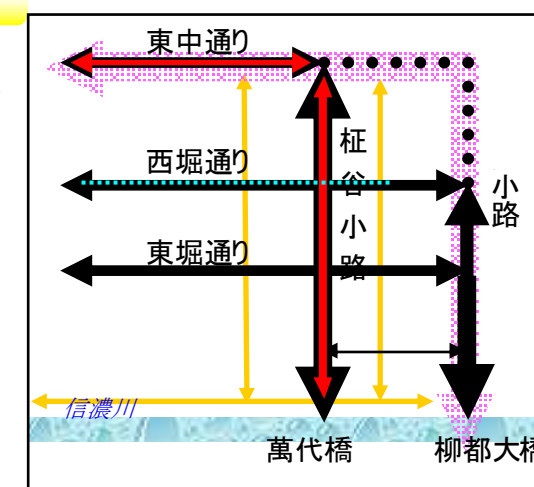 東中通り
西堀通り
東堀通り
柾谷小路
小路
信濃川
萬代橋
柳都大橋